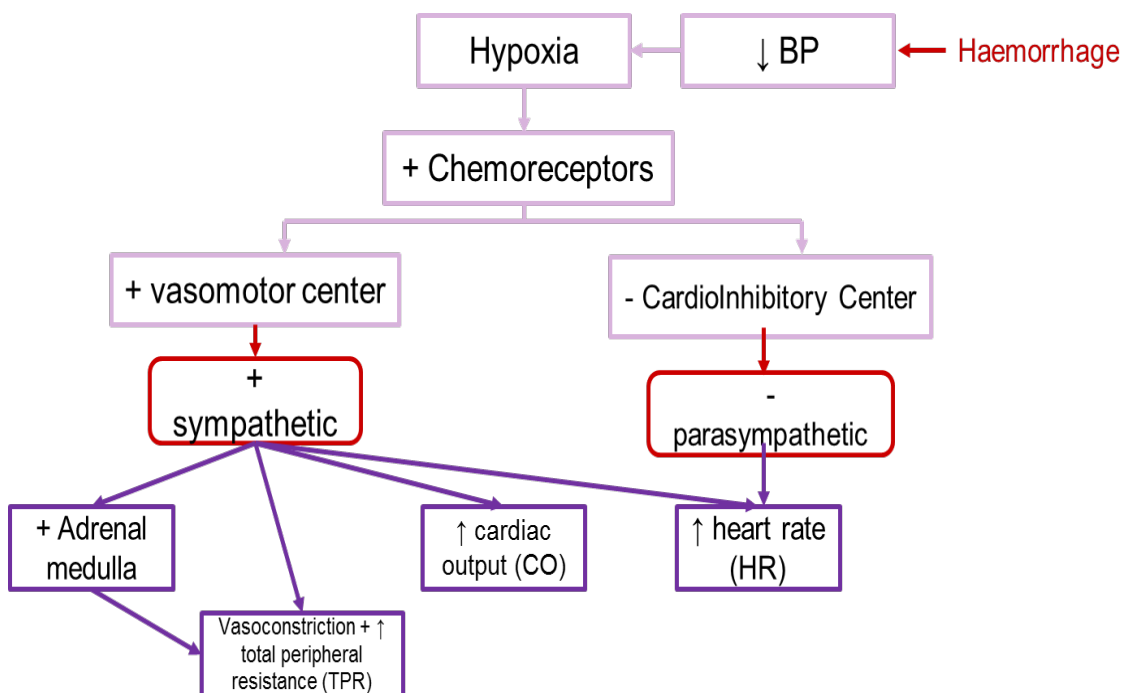 Hypoxia
↓ BP
Haemorrhage
+ Chemoreceptors
+ vasomotor center
- CardioInhibitory Center
+
sympathetic
-
parasympathetic
+ Adrenal
medulla
↑ cardiac
output (CO)
↑ heart rate
(HR)
Vasoconstriction + ↑
total peripheral
resistance (TPR)